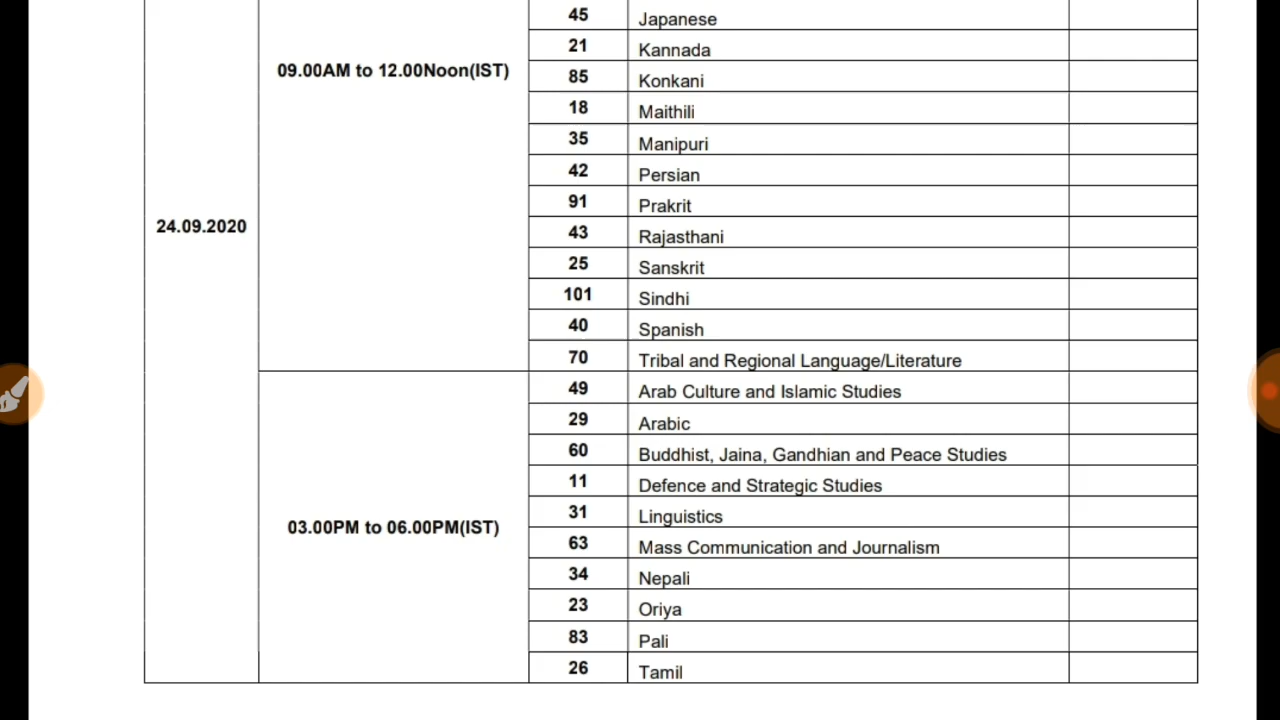 45 Japanese
21 Kannada
09.00AM to 12.00Noon(IST)
85 Konkani
18 Maithili
35 Manipuri
42 Persian
91 Prakrit
24.09.2020
43 Rajasthani
25 Sanskrit
101 Sindhi
40 Spanish
70 Tribal and Regional Language/Literature
49 Arab Culture and Islamic Studies
29 Arabic
60 Buddhist, Jaina, Gandhian and Peace Studies
11 Defence and Strategic Studies
31 Linguistics
03.00PM to 06.00PM(IST)
63 Mass Communication and Journalism
34 Nepali
23 Oriya
83 Pali
26 Tamil